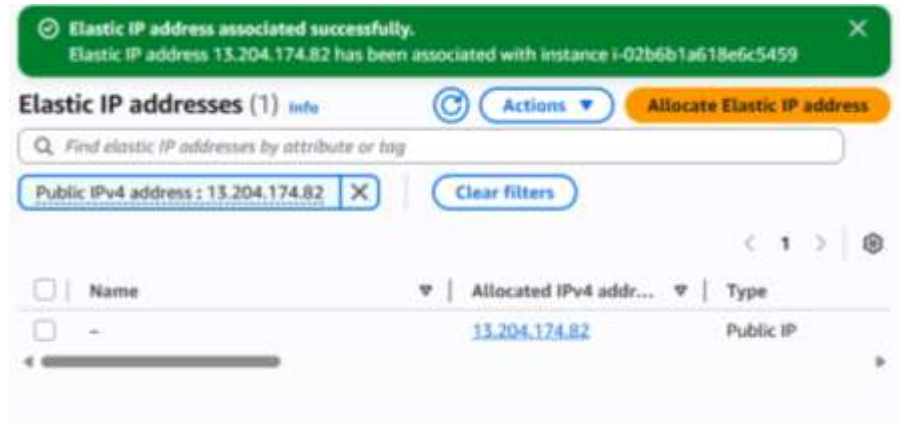 Elastic IP address associated successfully.
Elastic IP address 13.204.174.82 has been associated with instance i-02b6b1a618e6c5459
Elastic IP addresses (1) Info
Actions
Allocate Elastic IP address
Find elastic IP addresses by attribute or tag
Public IPv4 address : 13.204.174.82
Clear filters
1
Name
Allocated IPv4 addr...
Type
-
13.204.174.82
Public IP